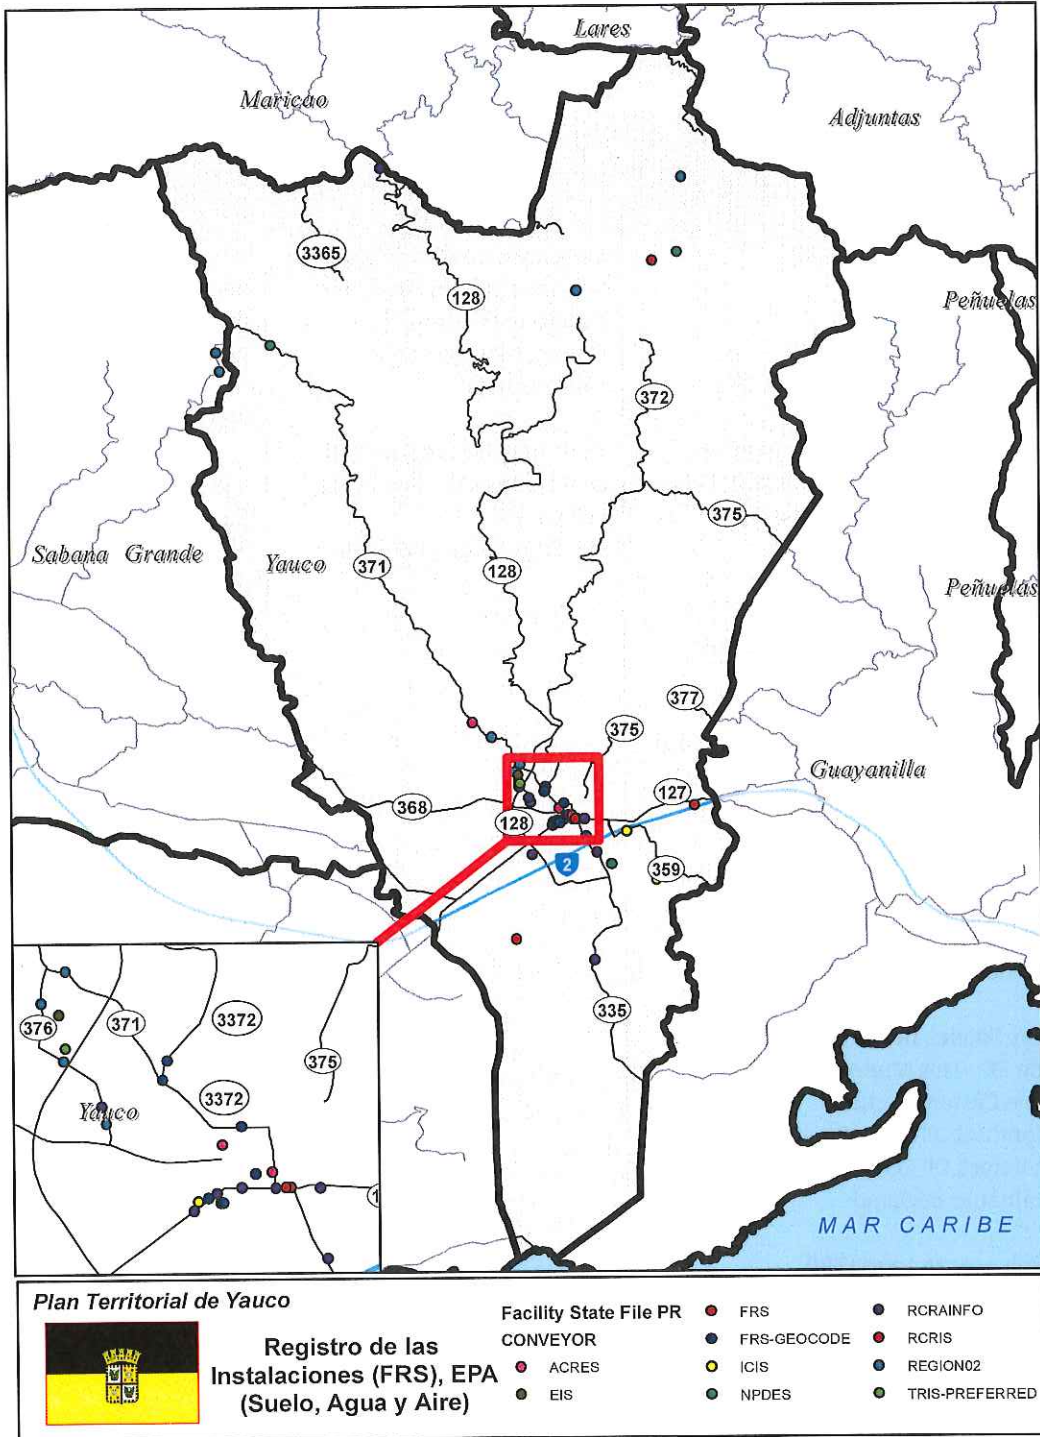 Lares
Maricao
Adjuntas
3365
128
Peñuelas
372
375
Sabana Grande
Yauco
371
128
Peñuelas
377
375
Guayanilla
127
368
128
2
359
335
376
371
3372
375
3372
Yauco
MAR CARIBE
Plan Territorial de Yauco
Registro de las
Instalaciones (FRS), EPA
(Suelo, Agua y Aire)
Facility State File PR
CONVEYOR
ACRES
EIS
FRS
FRS-GEOCODE
ICIS
NPDES
RCRAINFO
RCRIS
REGION02
TRIS-PREFERRED